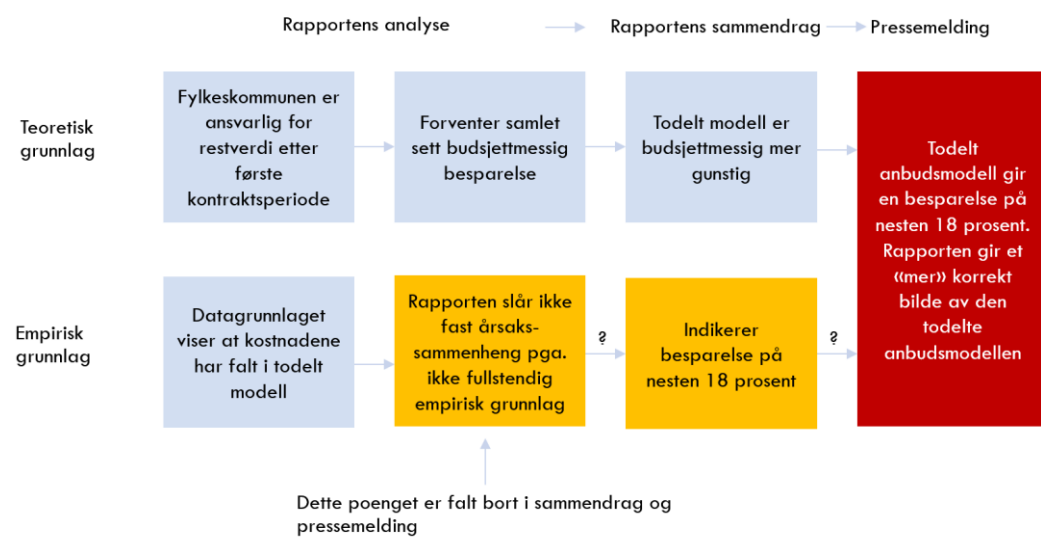 Rapportens analyse
Rapportens sammendrag
Pressemelding
Teoretisk
grunnlag
Fylkeskommunen er
ansvarlig for
restverdi etter
første
kontraktsperiode
Forventer samlet
sett budsjettmessig
besparelse
Todelt modell er
budsjettmessig mer
gunstig
Todelt
anbudsmodell gir
en besparelse på
nesten 18 prosent.
Rapporten gir et
«mer» korrekt
bilde av den
todelte
anbudsmodellen
Empirisk
grunnlag
Datagrunnlaget
viser at kostnadene
har falt i todelt
modell
Rapporten slår ikke
fast årsaks-
sammenheng pga.
ikke fullstendig
empirisk grunnlag
?
Indikerer
besparelse på
nesten 18 prosent
?
Dette poenget er falt bort i sammendrag og
pressemelding